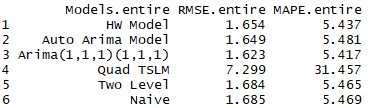 Models.entire RMSE.entire MAPE.entire
1 HW Model 1.654 5.437
2 Auto Arima Model 1.649 5.481
3 Arima(1,1,1)(1,1,1) 1.623 5.417
4 Quad TSLM 7.299 31.457
5 Two Level 1.684 5.465
6 Naive 1.685 5.469